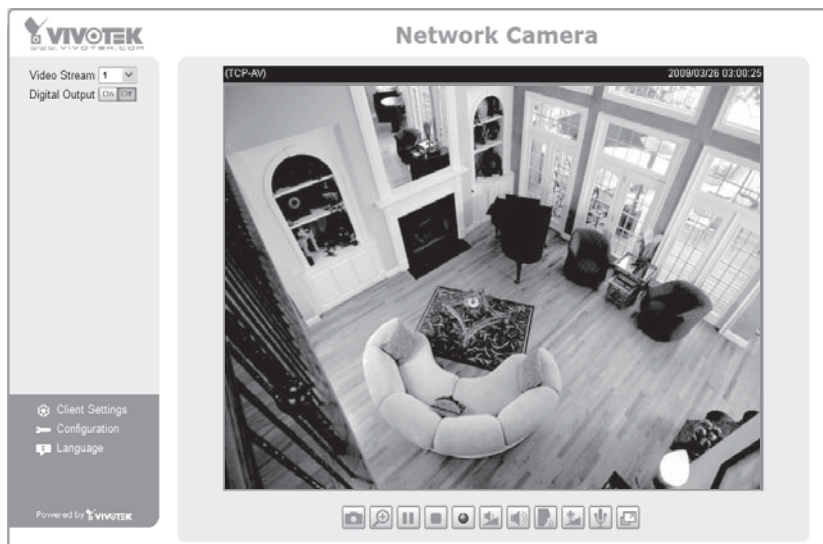 VIVOTEK
www.vivotek.com
Network Camera
Video Stream 1
Digital Output On Off
(TCP-AV) 2009/03/26 03:00:25
Client Settings
Configuration
Language
Powered by VIVOTEK